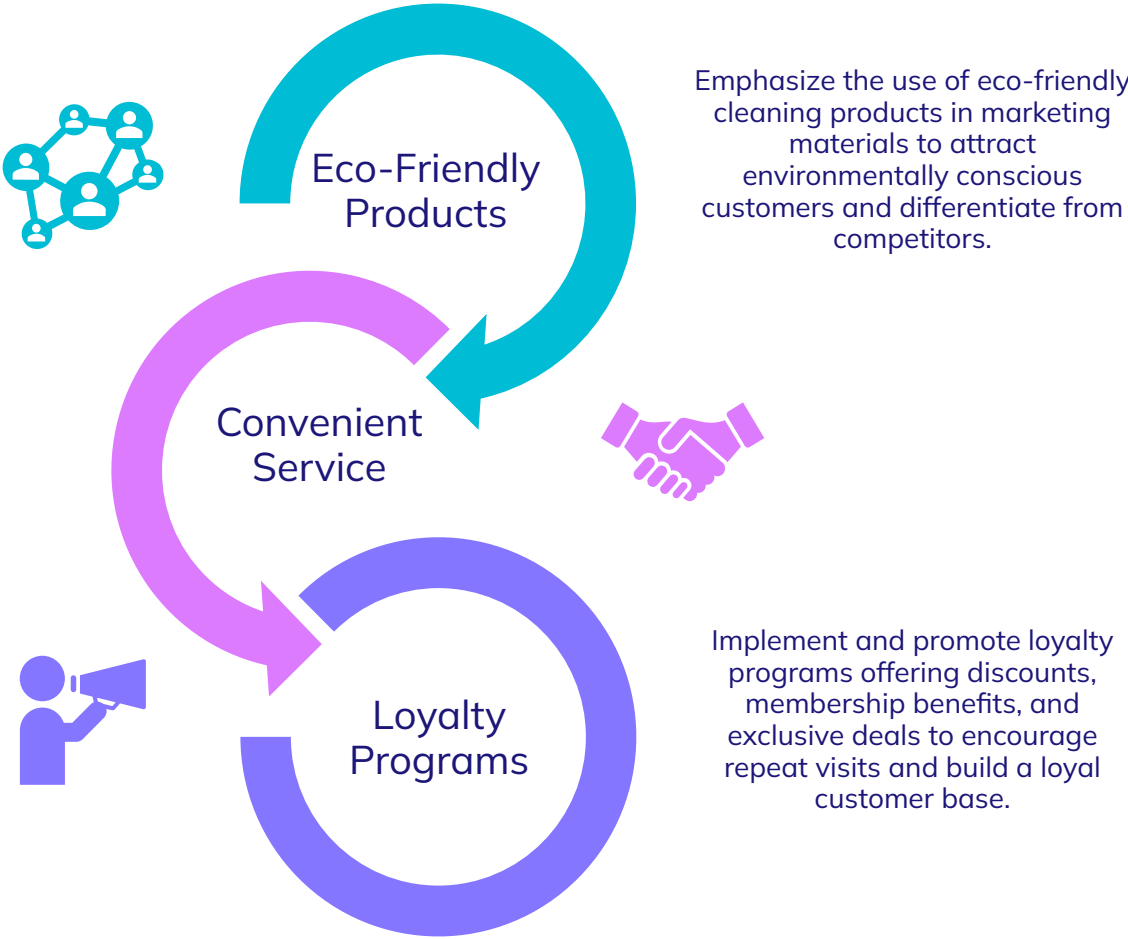 Eco-Friendly
Products
Emphasize the use of eco-friendly
cleaning products in marketing
materials to attract
environmentally conscious
customers and differentiate from
competitors.
Convenient
Service
Loyalty
Programs
Implement and promote loyalty
programs offering discounts,
membership benefits, and
exclusive deals to encourage
repeat visits and build a loyal
customer base.